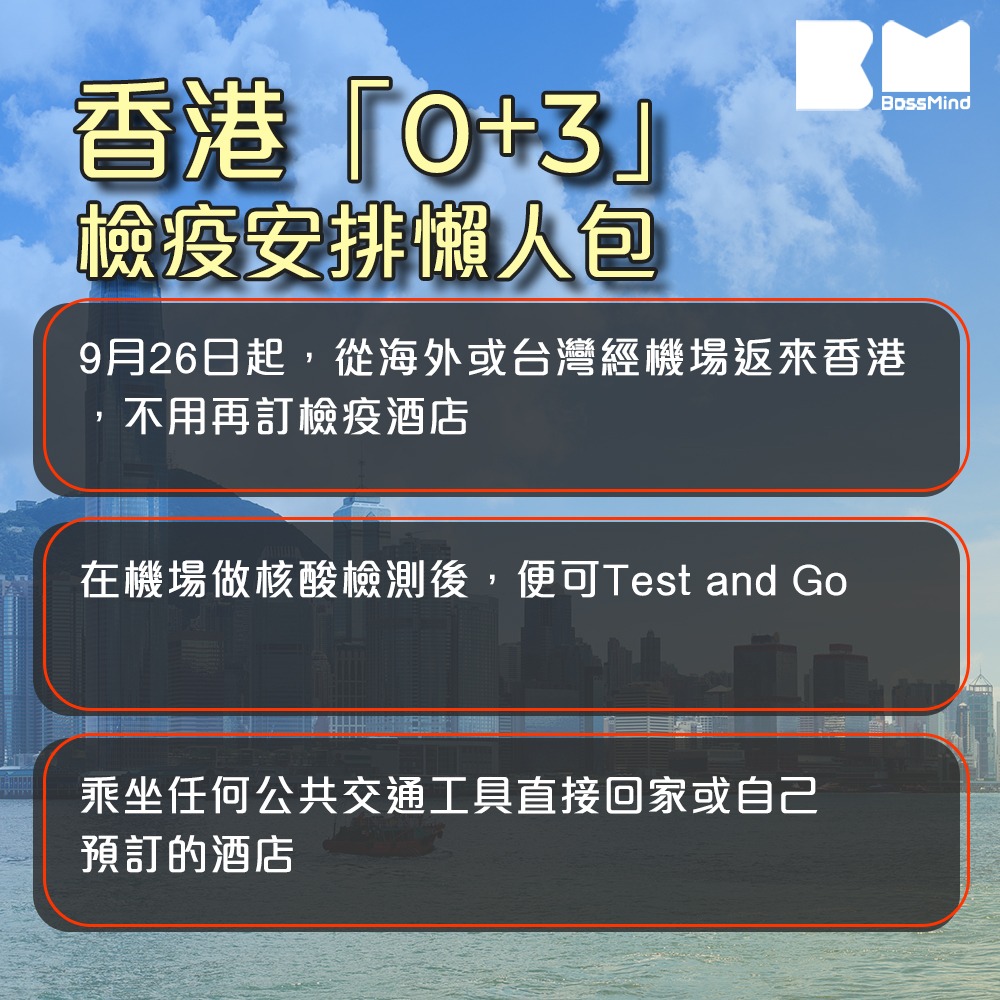 BossMind
香港「0+3」
檢疫安排懶人包
9月26日起，從海外或台灣經機場返來香港
，不用再訂檢疫酒店
在機場做核酸檢測後，便可Test and Go
乘坐任何公共交通工具直接回家或自己
預訂的酒店